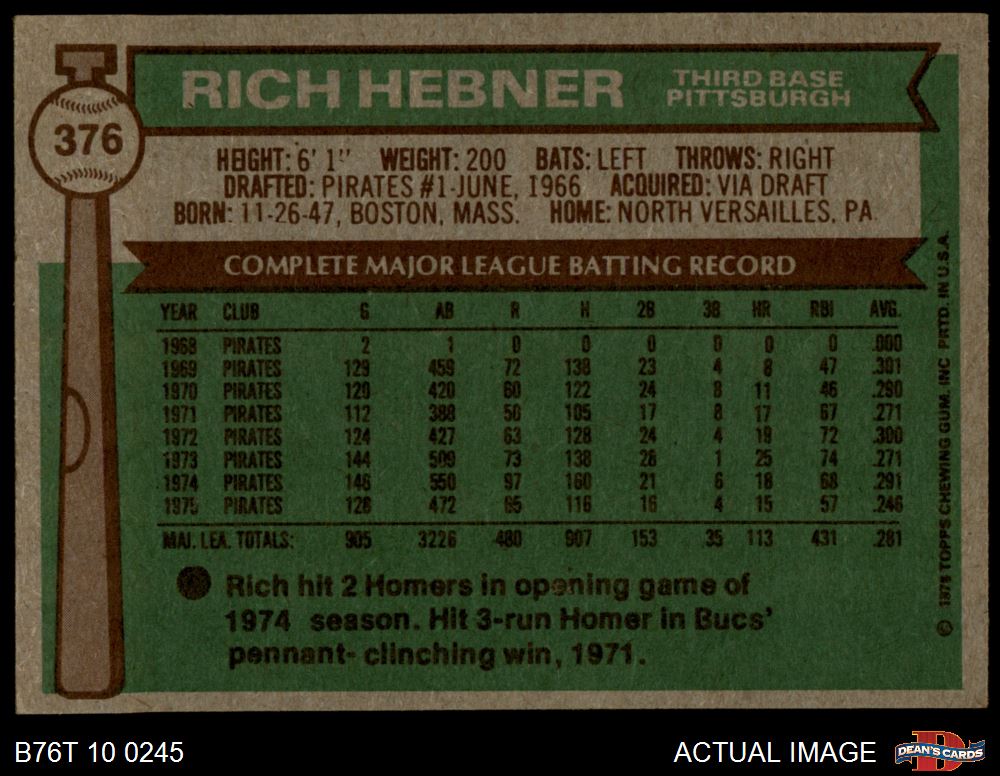 RICH HEBNER
THIRD BASE
PITTSBURGH
376
HEIGHT: 6' 1" WEIGHT: 200 BATS: LEFT THROWS: RIGHT
DRAFTED: PIRATES #1-JUNE, 1966 ACQUIRED: VIA DRAFT
BORN: 11-26-47, BOSTON, MASS. HOME: NORTH VERSAILLES, PA.
COMPLETE MAJOR LEAGUE BATTING RECORD
YEAR CLUB G AB R H 2B 3B HR RBI AVG.
1968 PIRATES 2 1 0 0 0 0 0 0 .000
1969 PIRATES 129 459 72 138 23 4 8 47 .301
1970 PIRATES 120 420 60 122 24 8 11 46 .290
1971 PIRATES 112 388 50 105 17 8 17 67 .271
1972 PIRATES 124 427 63 128 24 4 19 72 .300
1973 PIRATES 144 509 73 138 28 1 25 74 .271
1974 PIRATES 146 550 97 160 21 6 18 68 .291
1975 PIRATES 128 472 65 116 16 4 15 57 .246
MAJ. LEA. TOTALS: 905 3226 480 907 153 35 113 431 .281
Rich hit 2 Homers in opening game of
1974 season. Hit 3-run Homer in Bucs'
pennant- clinching win, 1971.
© 1976 TOPPS CHEWING GUM, INC PRTD. IN U.S.A.
B76T 10 0245
ACTUAL IMAGE
DEAN'S CARDS